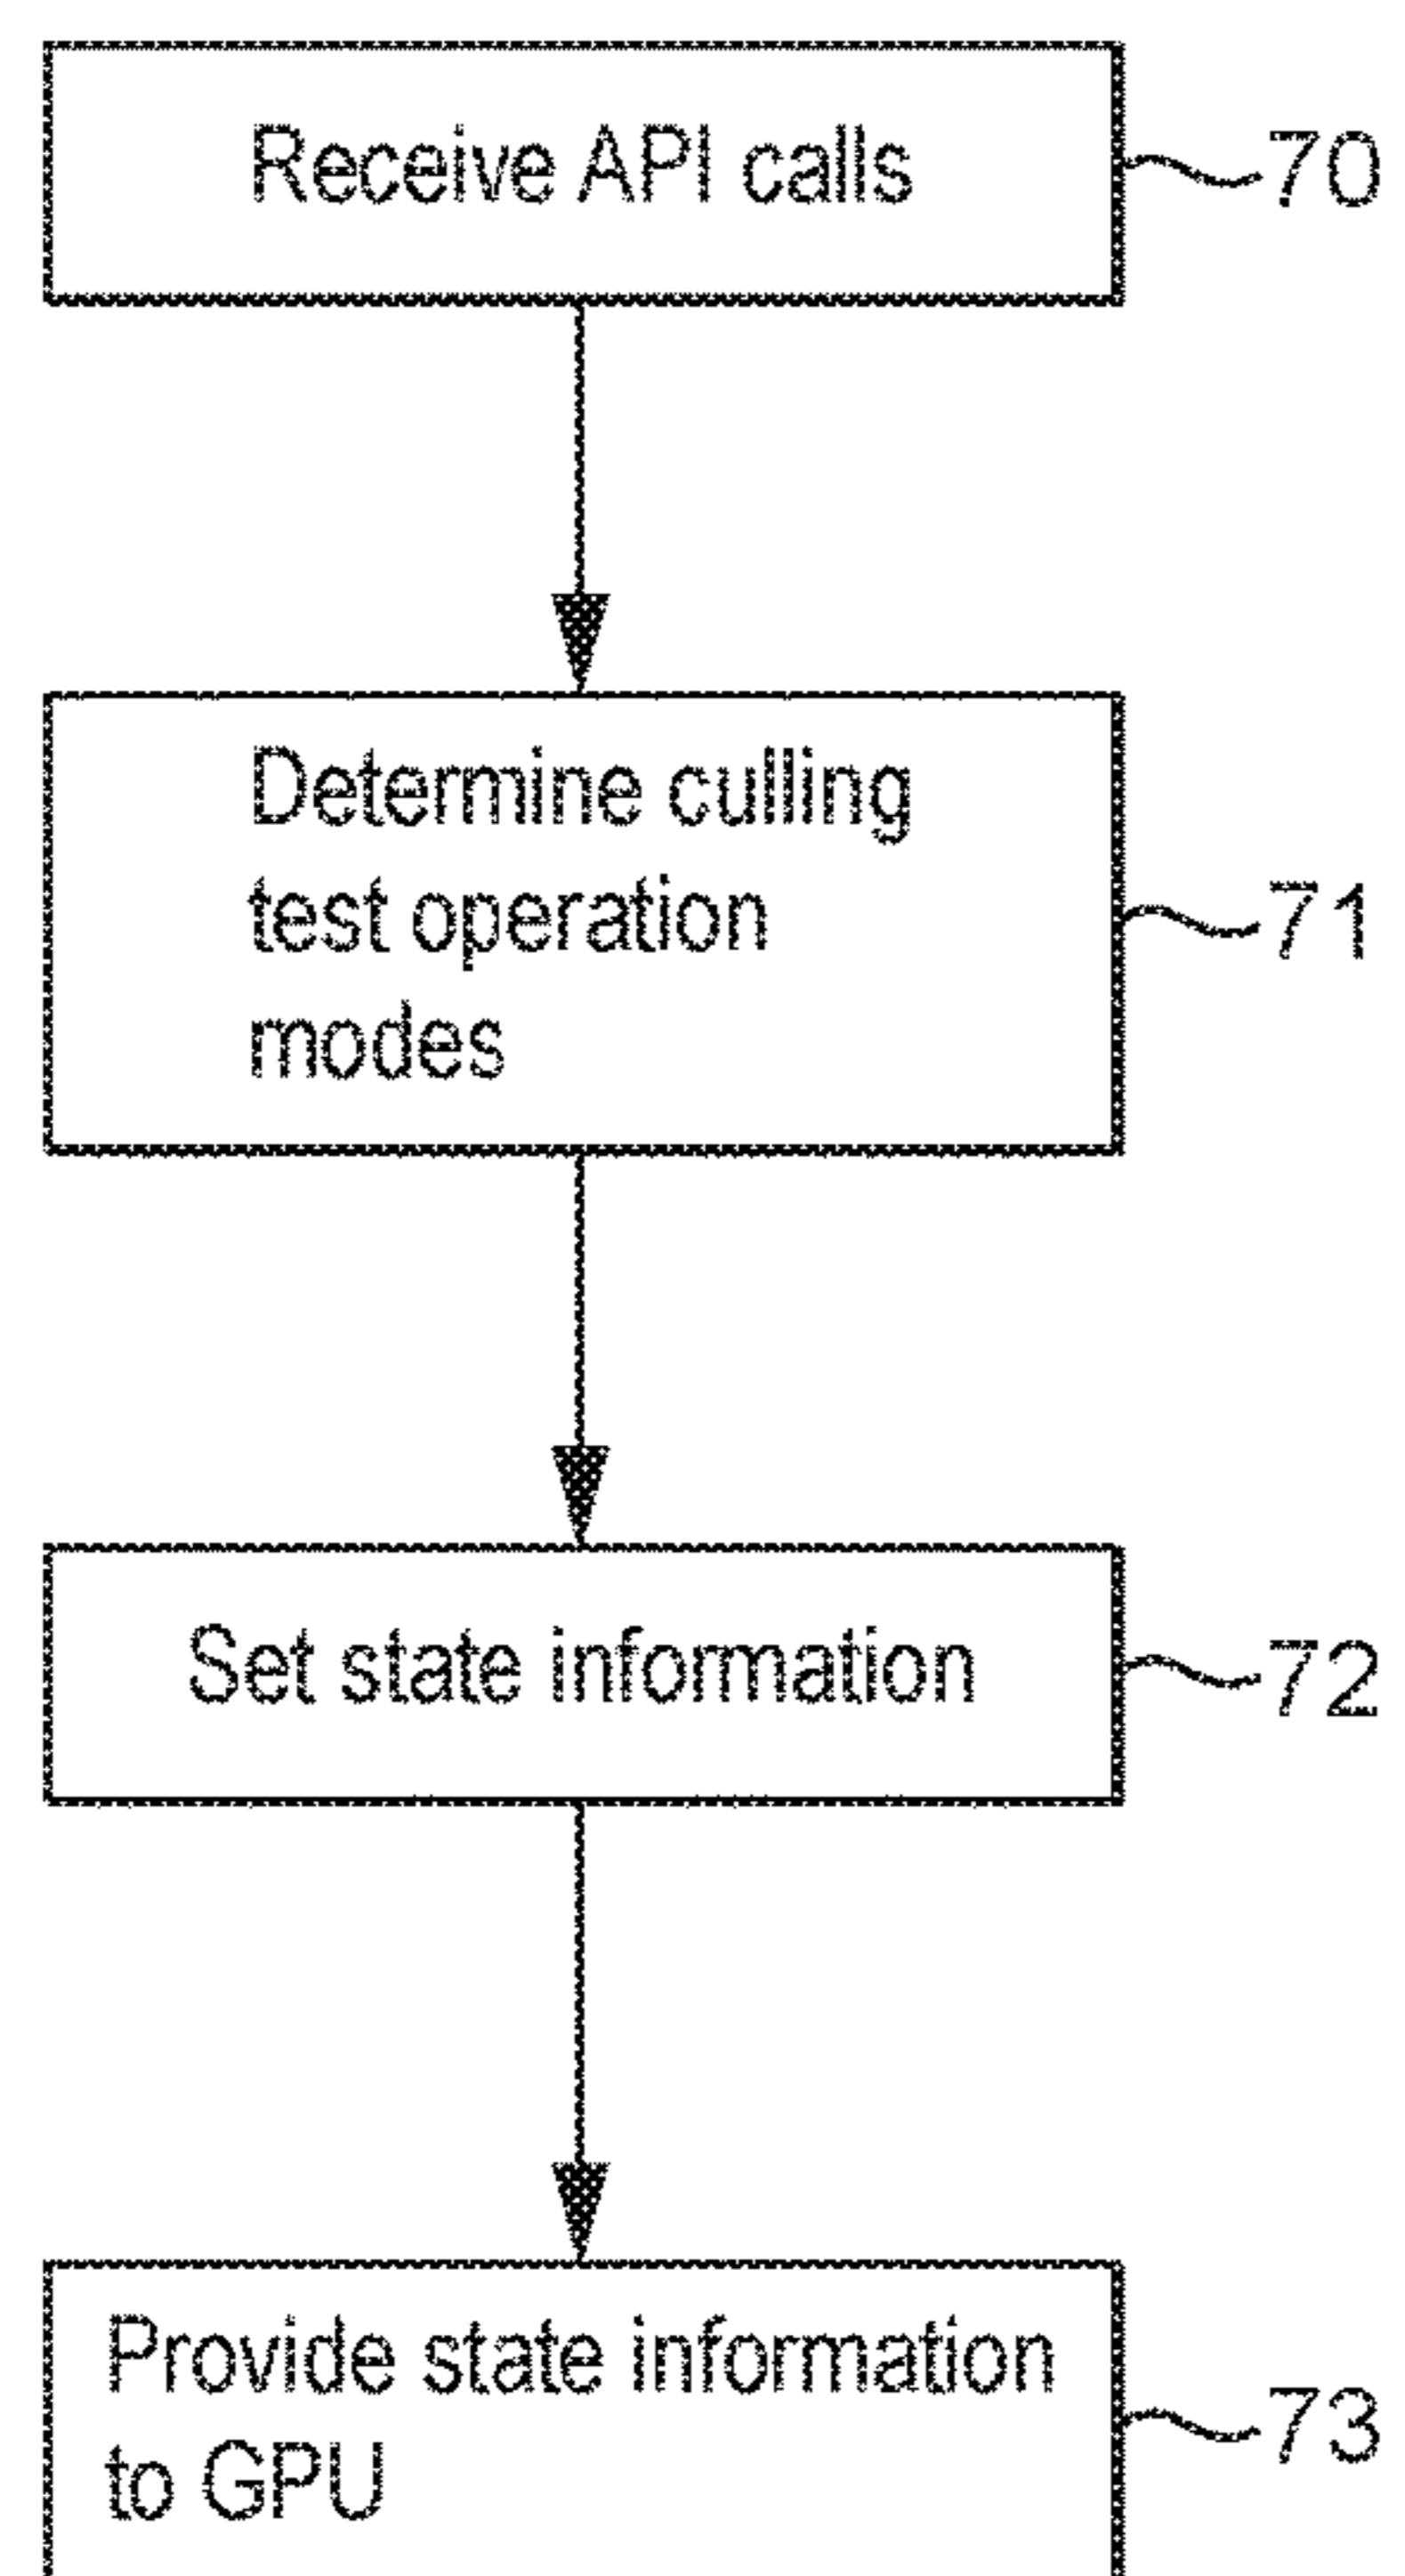 Receive API calls
70
Determine culling
test operation
modes
71
Set state information
72
Provide state information
to GPU
73